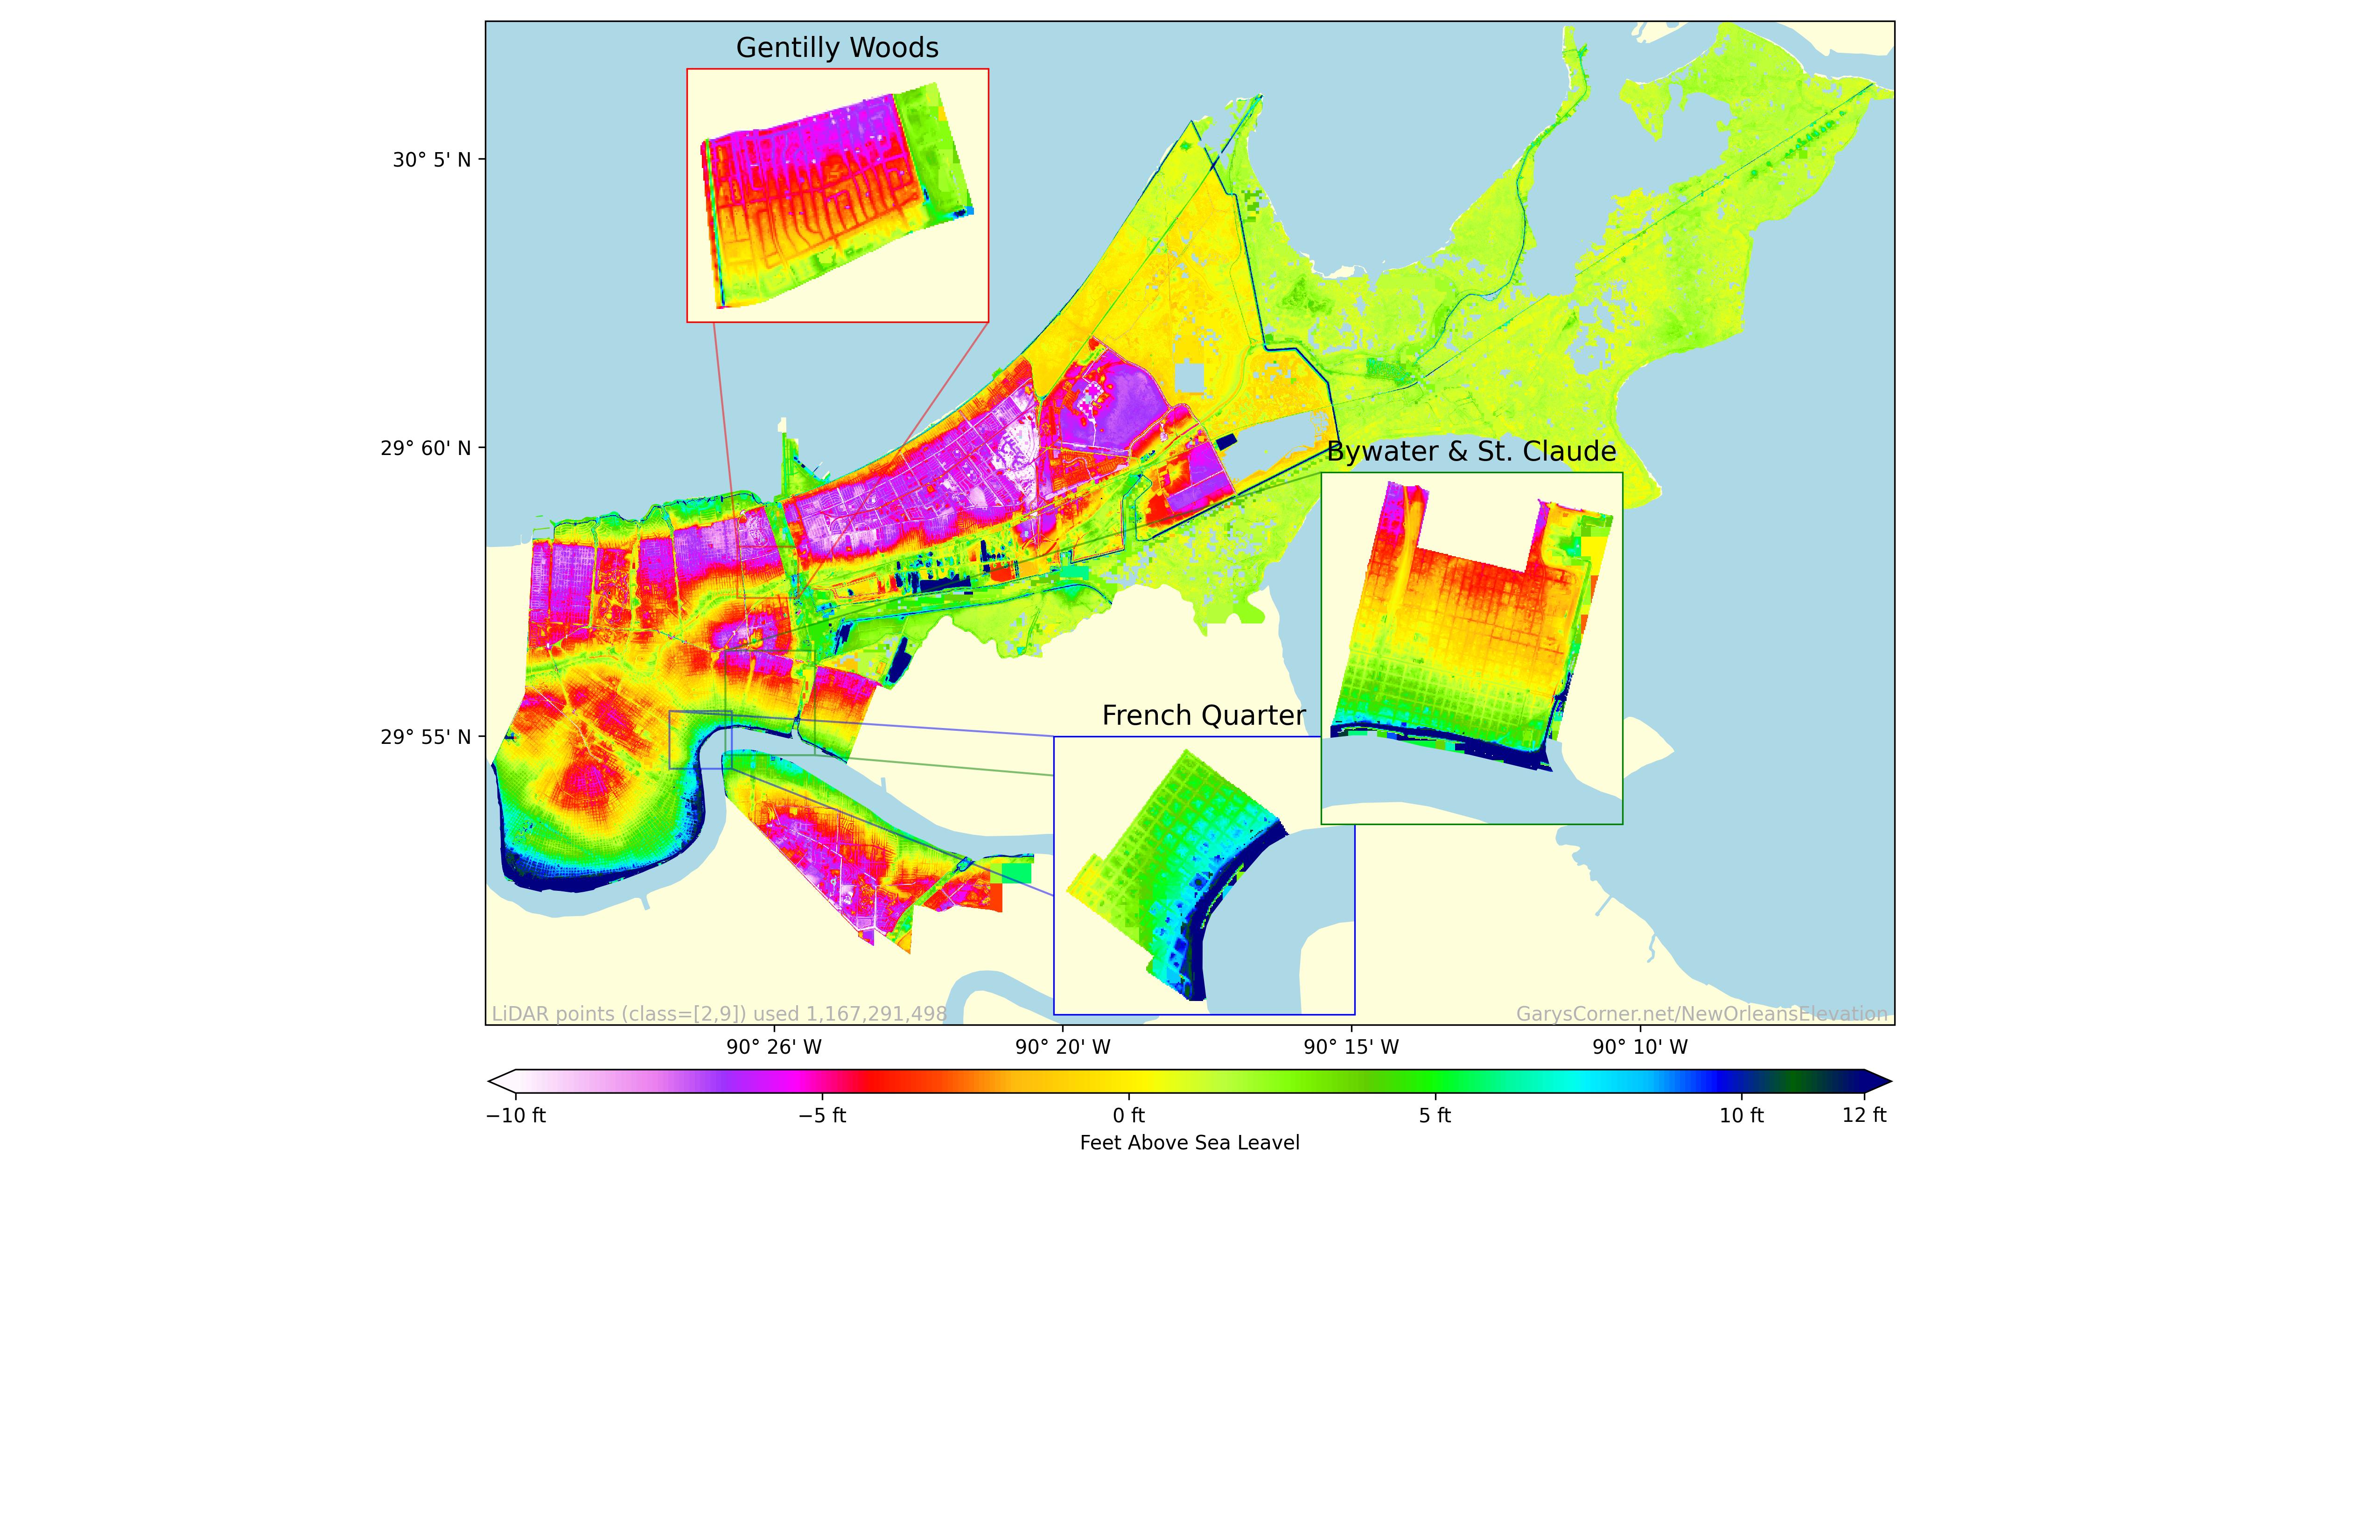 Gentilly Woods
30° 5' N
29° 60' N
Bywater & St. Claude
French Quarter
29° 55' N
LiDAR points (class=[2,9]) used 1,167,291,498
GarysCorner.net/NewOrleansElevation
90° 26' W
90° 20' W
90° 15' W
90° 10' W
−10 ft
−5 ft
0 ft
5 ft
10 ft
12 ft
Feet Above Sea Leavel